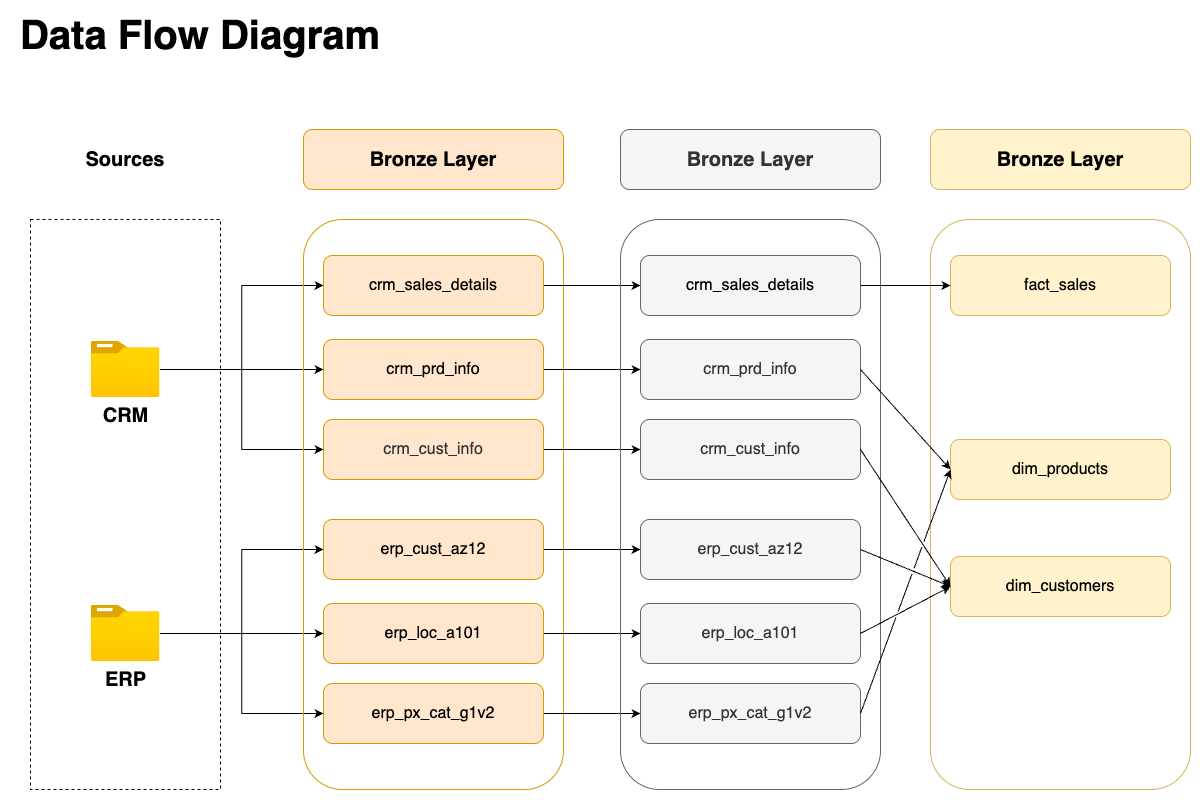 Data Flow Diagram
Sources
Bronze Layer
Bronze Layer
Bronze Layer
CRM
ERP
crm_sales_details
crm_prd_info
crm_cust_info
erp_cust_az12
erp_loc_a101
erp_px_cat_g1v2
crm_sales_details
crm_prd_info
crm_cust_info
erp_cust_az12
erp_loc_a101
erp_px_cat_g1v2
fact_sales
dim_products
dim_customers